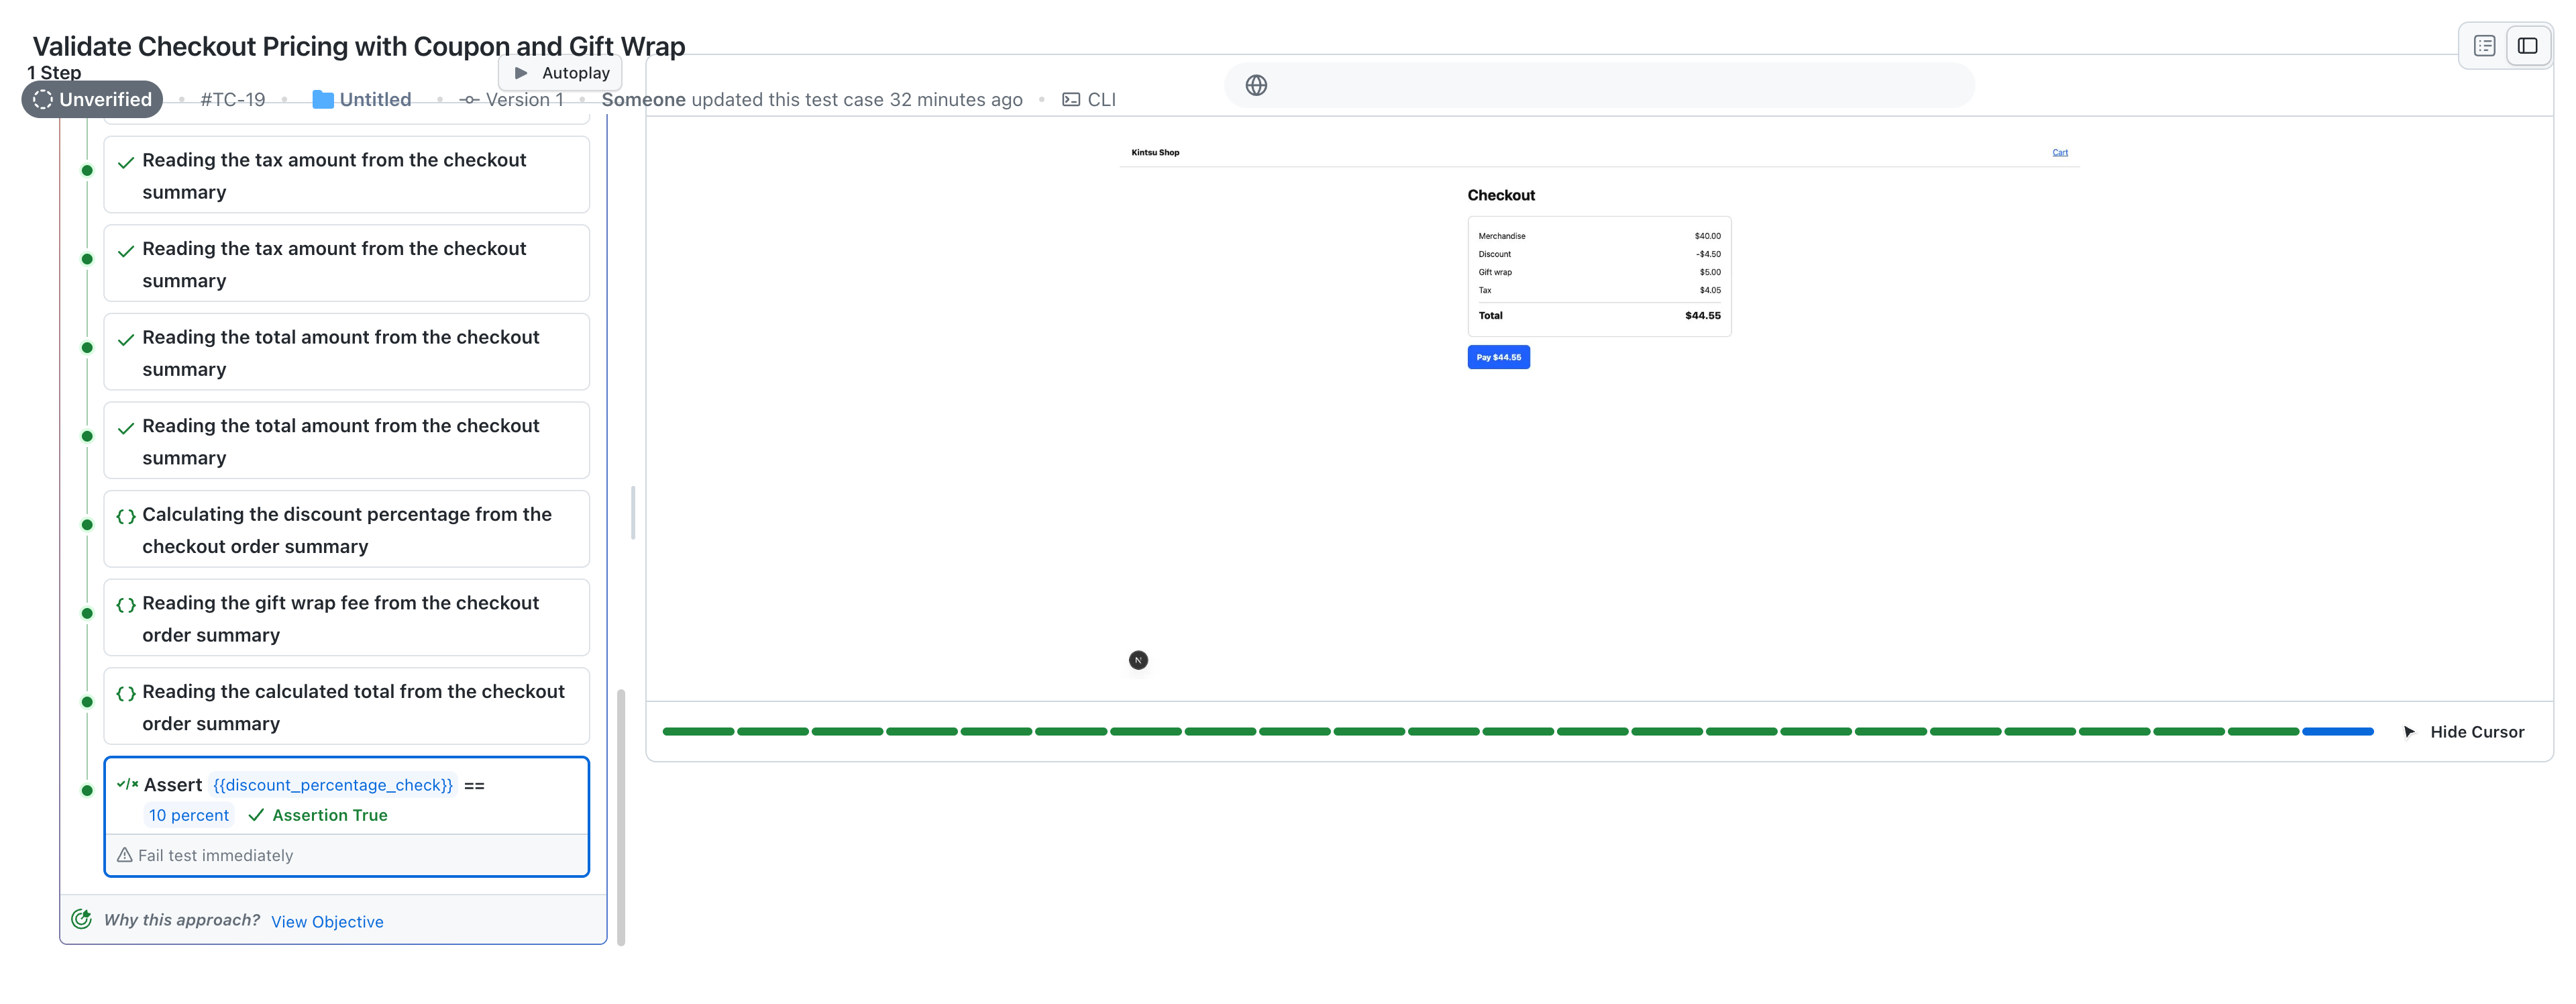 Validate Checkout Pricing with Coupon and Gift Wrap
1 Step
Autoplay
Unverified
#TC-19
Untitled
Version 1
Someone updated this test case 32 minutes ago
CLI
Reading the tax amount from the checkout
summary
Reading the tax amount from the checkout
summary
Reading the total amount from the checkout
summary
Reading the total amount from the checkout
summary
Calculating the discount percentage from the
checkout order summary
Reading the gift wrap fee from the checkout
order summary
Reading the calculated total from the checkout
order summary
Assert {{discount_percentage_check}} ==
10 percent Assertion True
Fail test immediately
Why this approach? View Objective
Kintsu Shop
Cart
Checkout
Merchandise $40.00
Discount -$4.50
Gift wrap $5.00
Tax $4.05
Total $44.55
Pay $44.55
N
Hide Cursor